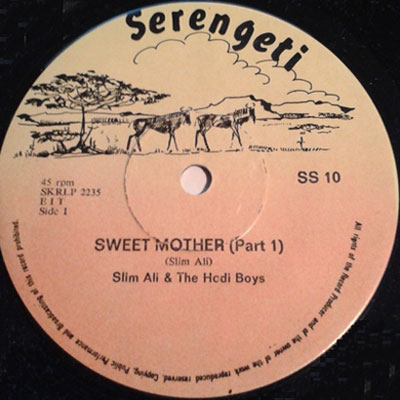 Serengeti
45 rpm
SKRLP 2235
E I T
Side 1
SS 10
SWEET MOTHER (Part 1)
(Slim Ali)
Slim Ali & The Hodi Boys
All rights of the Record Producer and of the owner of the work reproduced reserved. Copying, Public Performance and Broadcasting of this record prohibited.